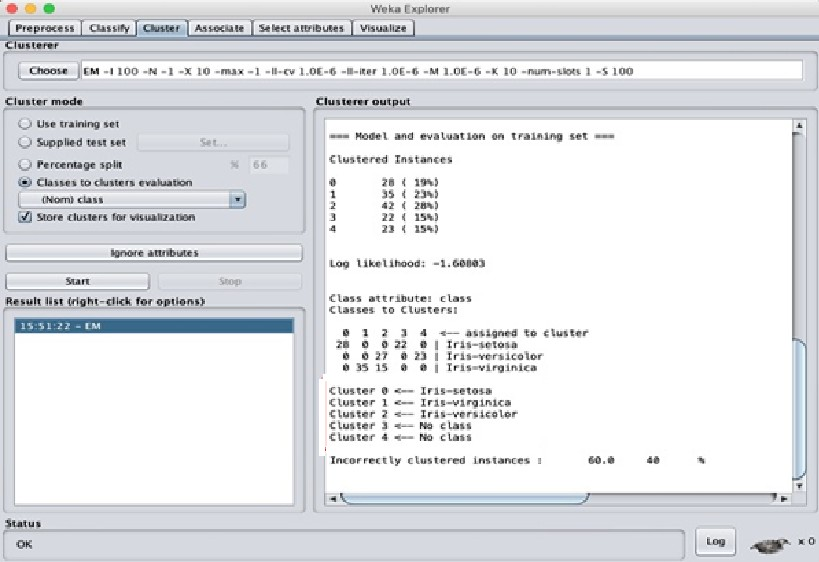 Weka Explorer
Preprocess Classify Cluster Associate Select attributes Visualize
Clusterer
Choose EM -I 100 -N -1 -X 10 -max -1 -ll-cv 1.0E-6 -ll-iter 1.0E-6 -M 1.0E-6 -K 10 -num-slots 1 -S 100
Cluster mode
Use training set
Supplied test set Set...
Percentage split % 66
Classes to clusters evaluation
(Nom) class
Store clusters for visualization
Ignore attributes
Start Stop
Result list (right-click for options)
15:51:22 - EM
Clusterer output
=== Model and evaluation on training set ===
Clustered Instances
0 28 ( 19%)
1 35 ( 23%)
2 42 ( 28%)
3 22 ( 15%)
4 23 ( 15%)
Log likelihood: -1.60803
Class attribute: class
Classes to Clusters:
0 1 2 3 4 <-- assigned to cluster
28 0 0 22 0 | Iris-setosa
0 0 27 0 23 | Iris-versicolor
0 35 15 0 0 | Iris-virginica
Cluster 0 <-- Iris-setosa
Cluster 1 <-- Iris-virginica
Cluster 2 <-- Iris-versicolor
Cluster 3 <-- No class
Cluster 4 <-- No class
Incorrectly clustered instances : 60.0 40 %
Status
OK
Log x 0